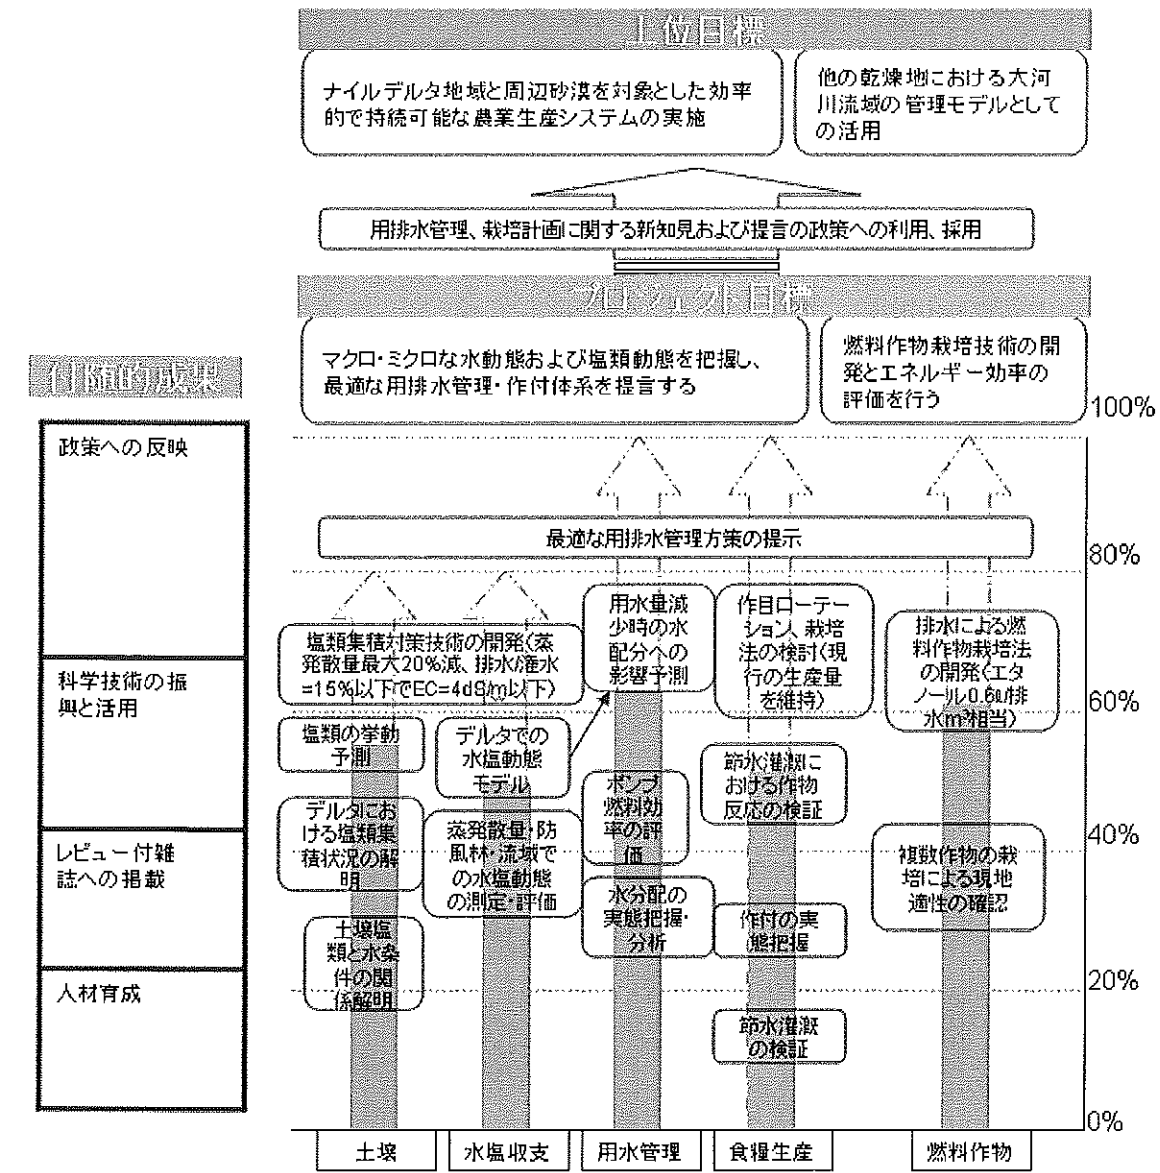 上位目標
ナイルデルタ地域と周辺砂漠を対象とした効率
的で持続可能な農業生産システムの実施
他の乾燥地における大河
川流域の管理モデルとして
の活用
用排水管理、栽培計画に関する新知見および提言の政策への利用、採用
プロジェクト目標
マクロ・ミクロな水動態および塩類動態を把握し、
最適な用排水管理・作付体系を提言する
燃料作物栽培技術の開
発とエネルギー効率の
評価を行う
付随的成果
政策への反映
科学技術の振
興と活用
レビュー付雑
誌への掲載
人材育成
100%
80%
60%
40%
20%
0%
最適な用排水管理方策の提示
塩類集積対策技術の開発(蒸
発散量最大20%減、排水/灌水
=15%以下でEC=4dS/m以下)
用水量減
少時の水
配分への
影響予測
作目ローテー
ション、栽培
法の検討(現
行の生産量
を維持)
排水による燃
料作物栽培法
の開発(エタ
ノール0.6ℓ/排
水m³相当)
塩類の挙動
予測
デルタでの
水塩動態
モデル
ポンプ
燃料効
率の評
価
節水灌漑に
おける作物
反応の検証
デルタにお
ける塩類集
積状況の解
明
蒸発散量・防
風林・流域で
の水塩動態
の測定・評価
水分配の
実態把握・
分析
作付の実
態把握
複数作物の栽
培による現地
適性の確認
土壌塩
類と水条
件の関
係解明
節水灌漑
の検証
土壌
水塩収支
用水管理
食糧生産
燃料作物